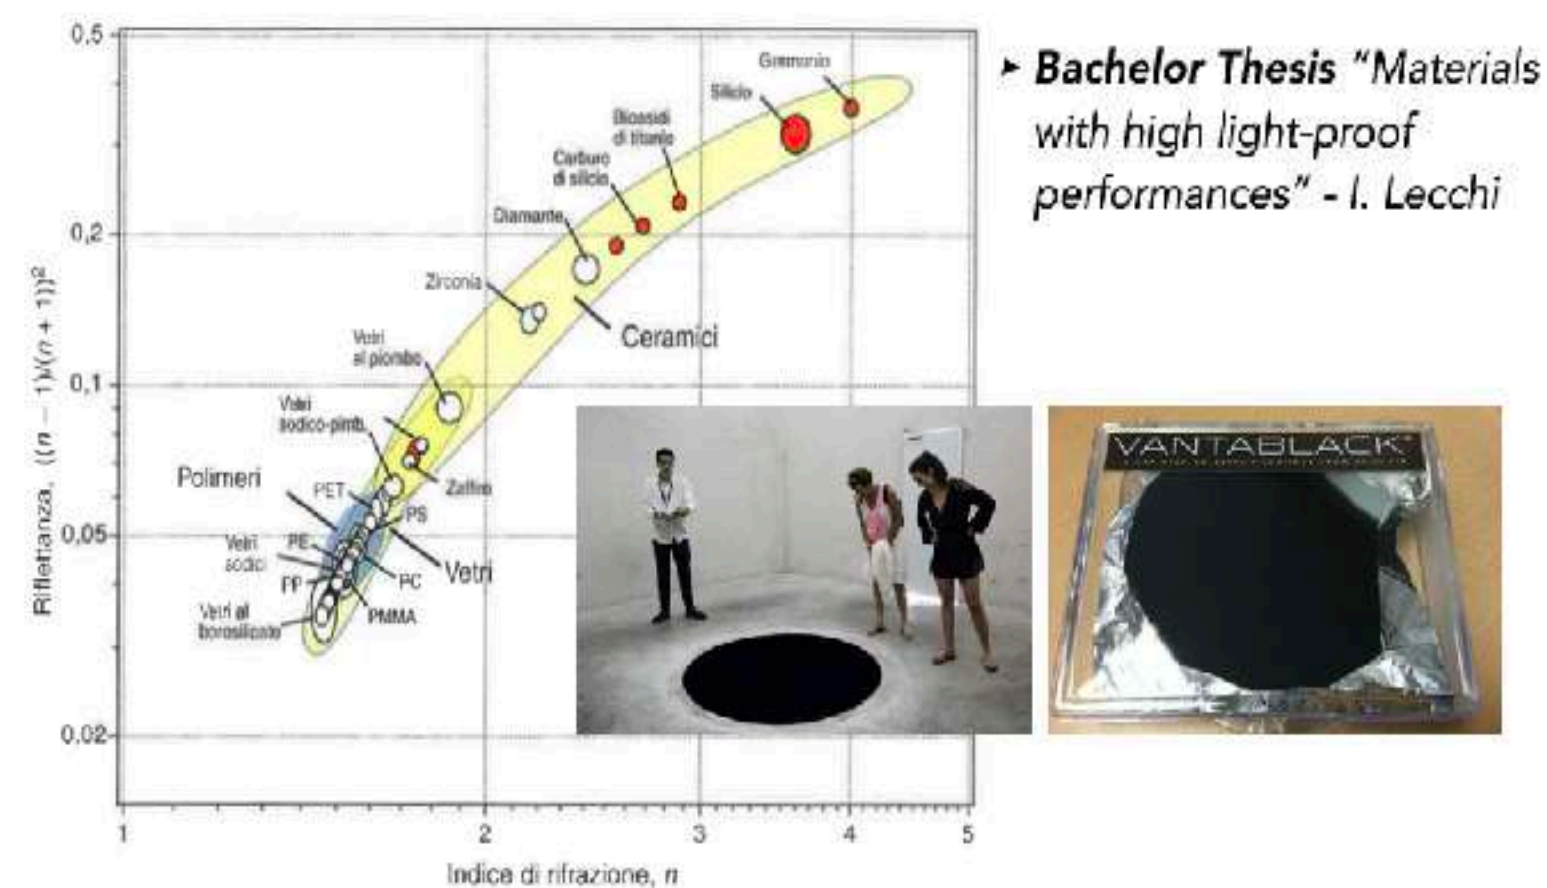 ► Bachelor Thesis "Materials
with high light-proof
performances" - I. Lecchi
Riflettanza, ((n − 1)/(n + 1))²
0,5
0,2
0,1
0,05
0.02
Germanio
Silicio
Biossidi
di titanio
Carburo
di silicio
Diamante
Zirconia
Ceramici
Vetri
al piombo
Vetri
sodico-pimb.
Zaffiro
Polimeri
PET
PS
PE
Vetri
sodici
Vetri
PC
PP
PMMA
Vetri al
borosilicato
1
2
3
4
5
Indice di rifrazione, n
VANTABLACK